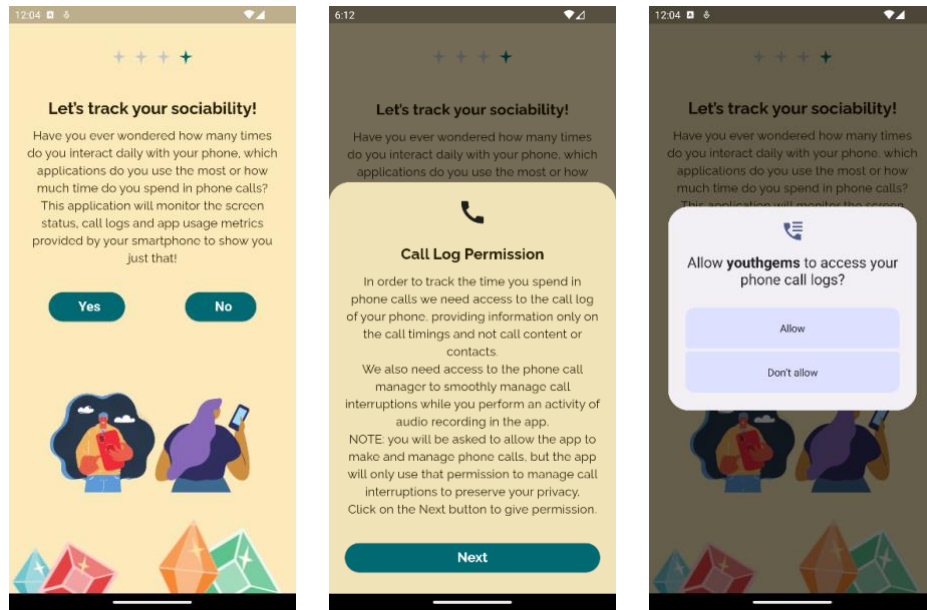 12:04
Let's track your sociability!
Have you ever wondered how many times
do you interact daily with your phone, which
applications do you use the most or how
much time do you spend in phone calls?
This application will monitor the screen
status, call logs and app usage metrics
provided by your smartphone to show you
just that!
Yes
No
6:12
Let's track your sociability!
Have you ever wondered how many times
do you interact daily with your phone, which
applications do you use the most or how
Call Log Permission
In order to track the time you spend in
phone calls we need access to the call log
of your phone, providing information only on
the call timings and not call content or
contacts.
We also need access to the phone call
manager to smoothly manage call
interruptions while you perform an activity of
audio recording in the app.
NOTE: you will be asked to allow the app to
make and manage phone calls, but the app
will only use that permission to manage call
interruptions to preserve your privacy.
Click on the Next button to give permission.
Next
12:04
Let's track your sociability!
Have you ever wondered how many times
do you interact daily with your phone, which
applications do you use the most or how
much time do you spend in phone calls?
This application will monitor the screen
Allow youthgems to access your
phone call logs?
Allow
Don't allow